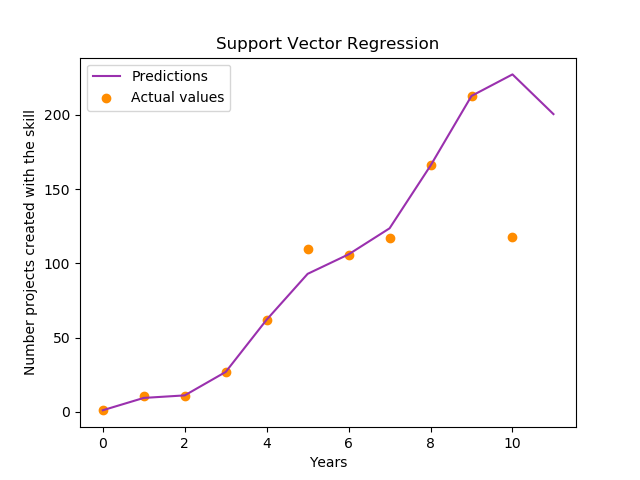 Support Vector Regression
Predictions
Actual values
Number projects created with the skill
200
150
100
50
0
0 2 4 6 8 10
Years